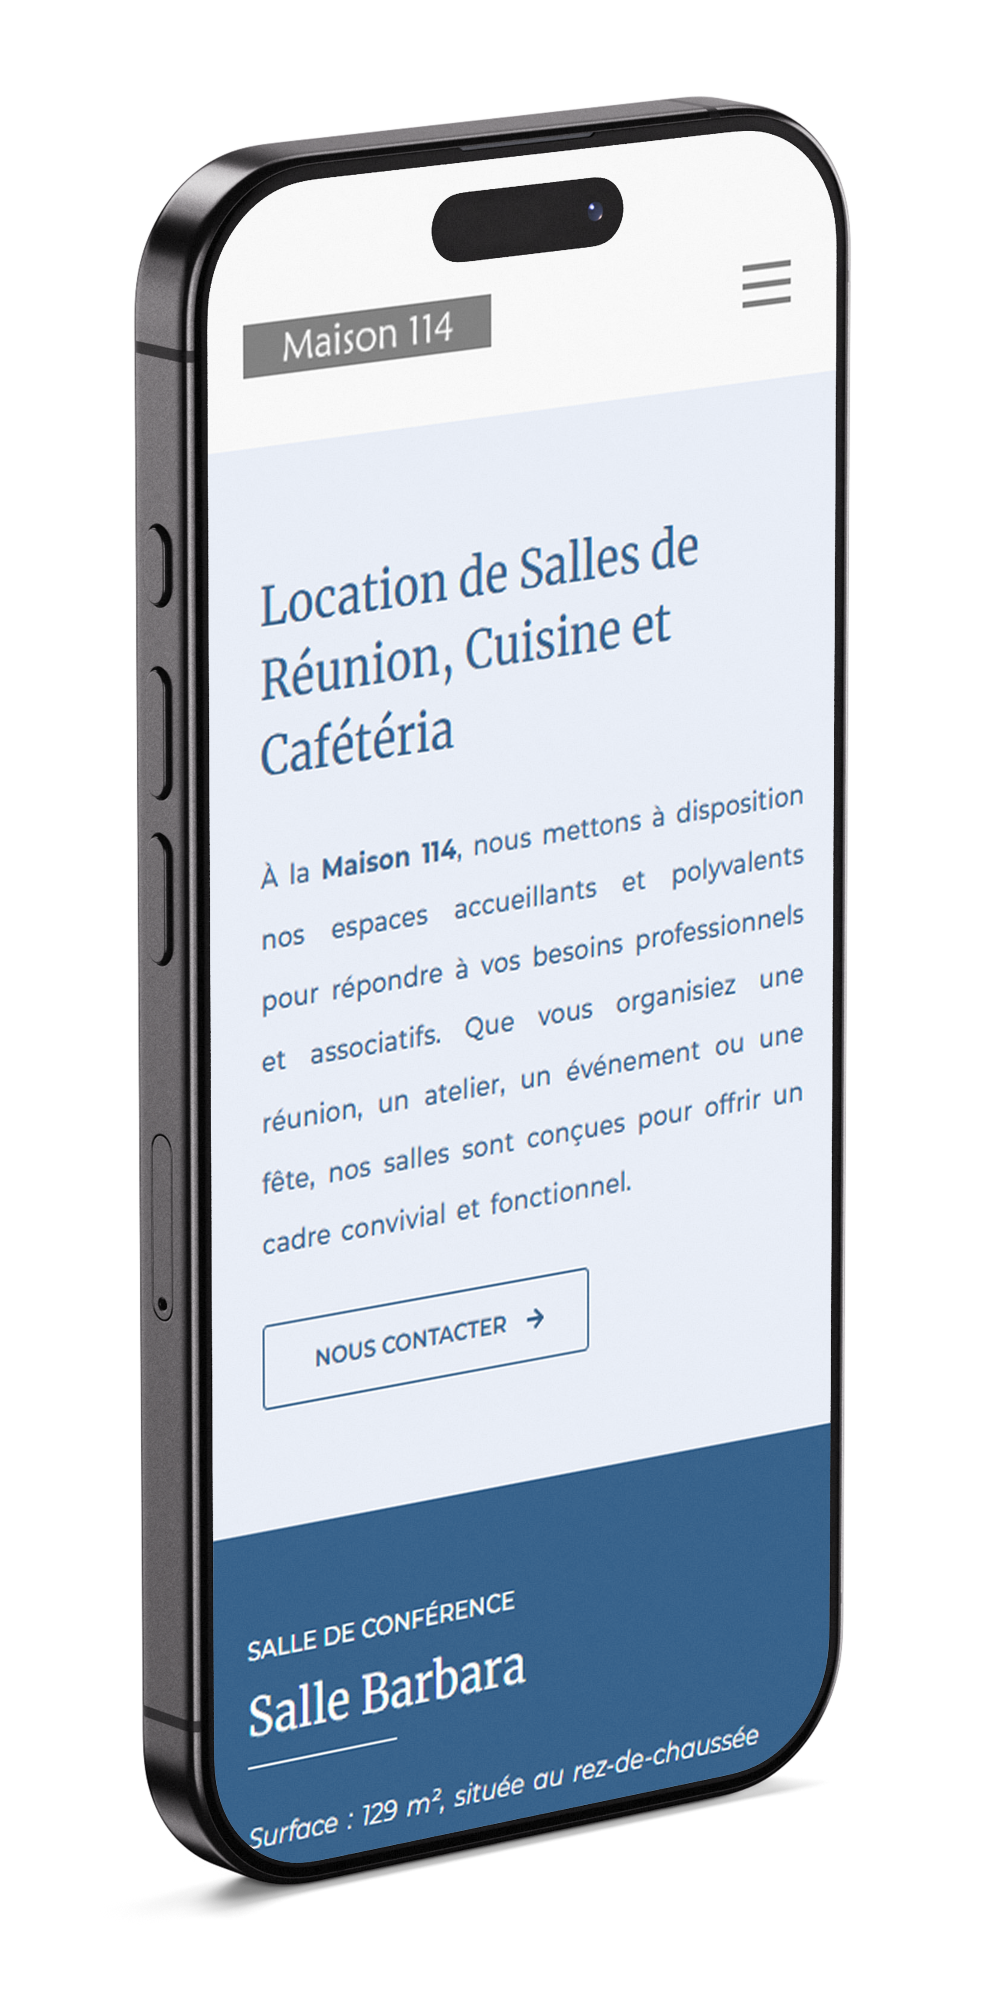 Maison 114
Location de Salles de
Réunion, Cuisine et
Cafétéria
À la Maison 114, nous mettons à disposition
nos espaces accueillants et polyvalents
pour répondre à vos besoins professionnels
et associatifs. Que vous organisiez une
réunion, un atelier, un événement ou une
fête, nos salles sont conçues pour offrir un
cadre convivial et fonctionnel.
NOUS CONTACTER →
SALLE DE CONFÉRENCE
Salle Barbara
Surface : 129 m², située au rez-de-chaussée